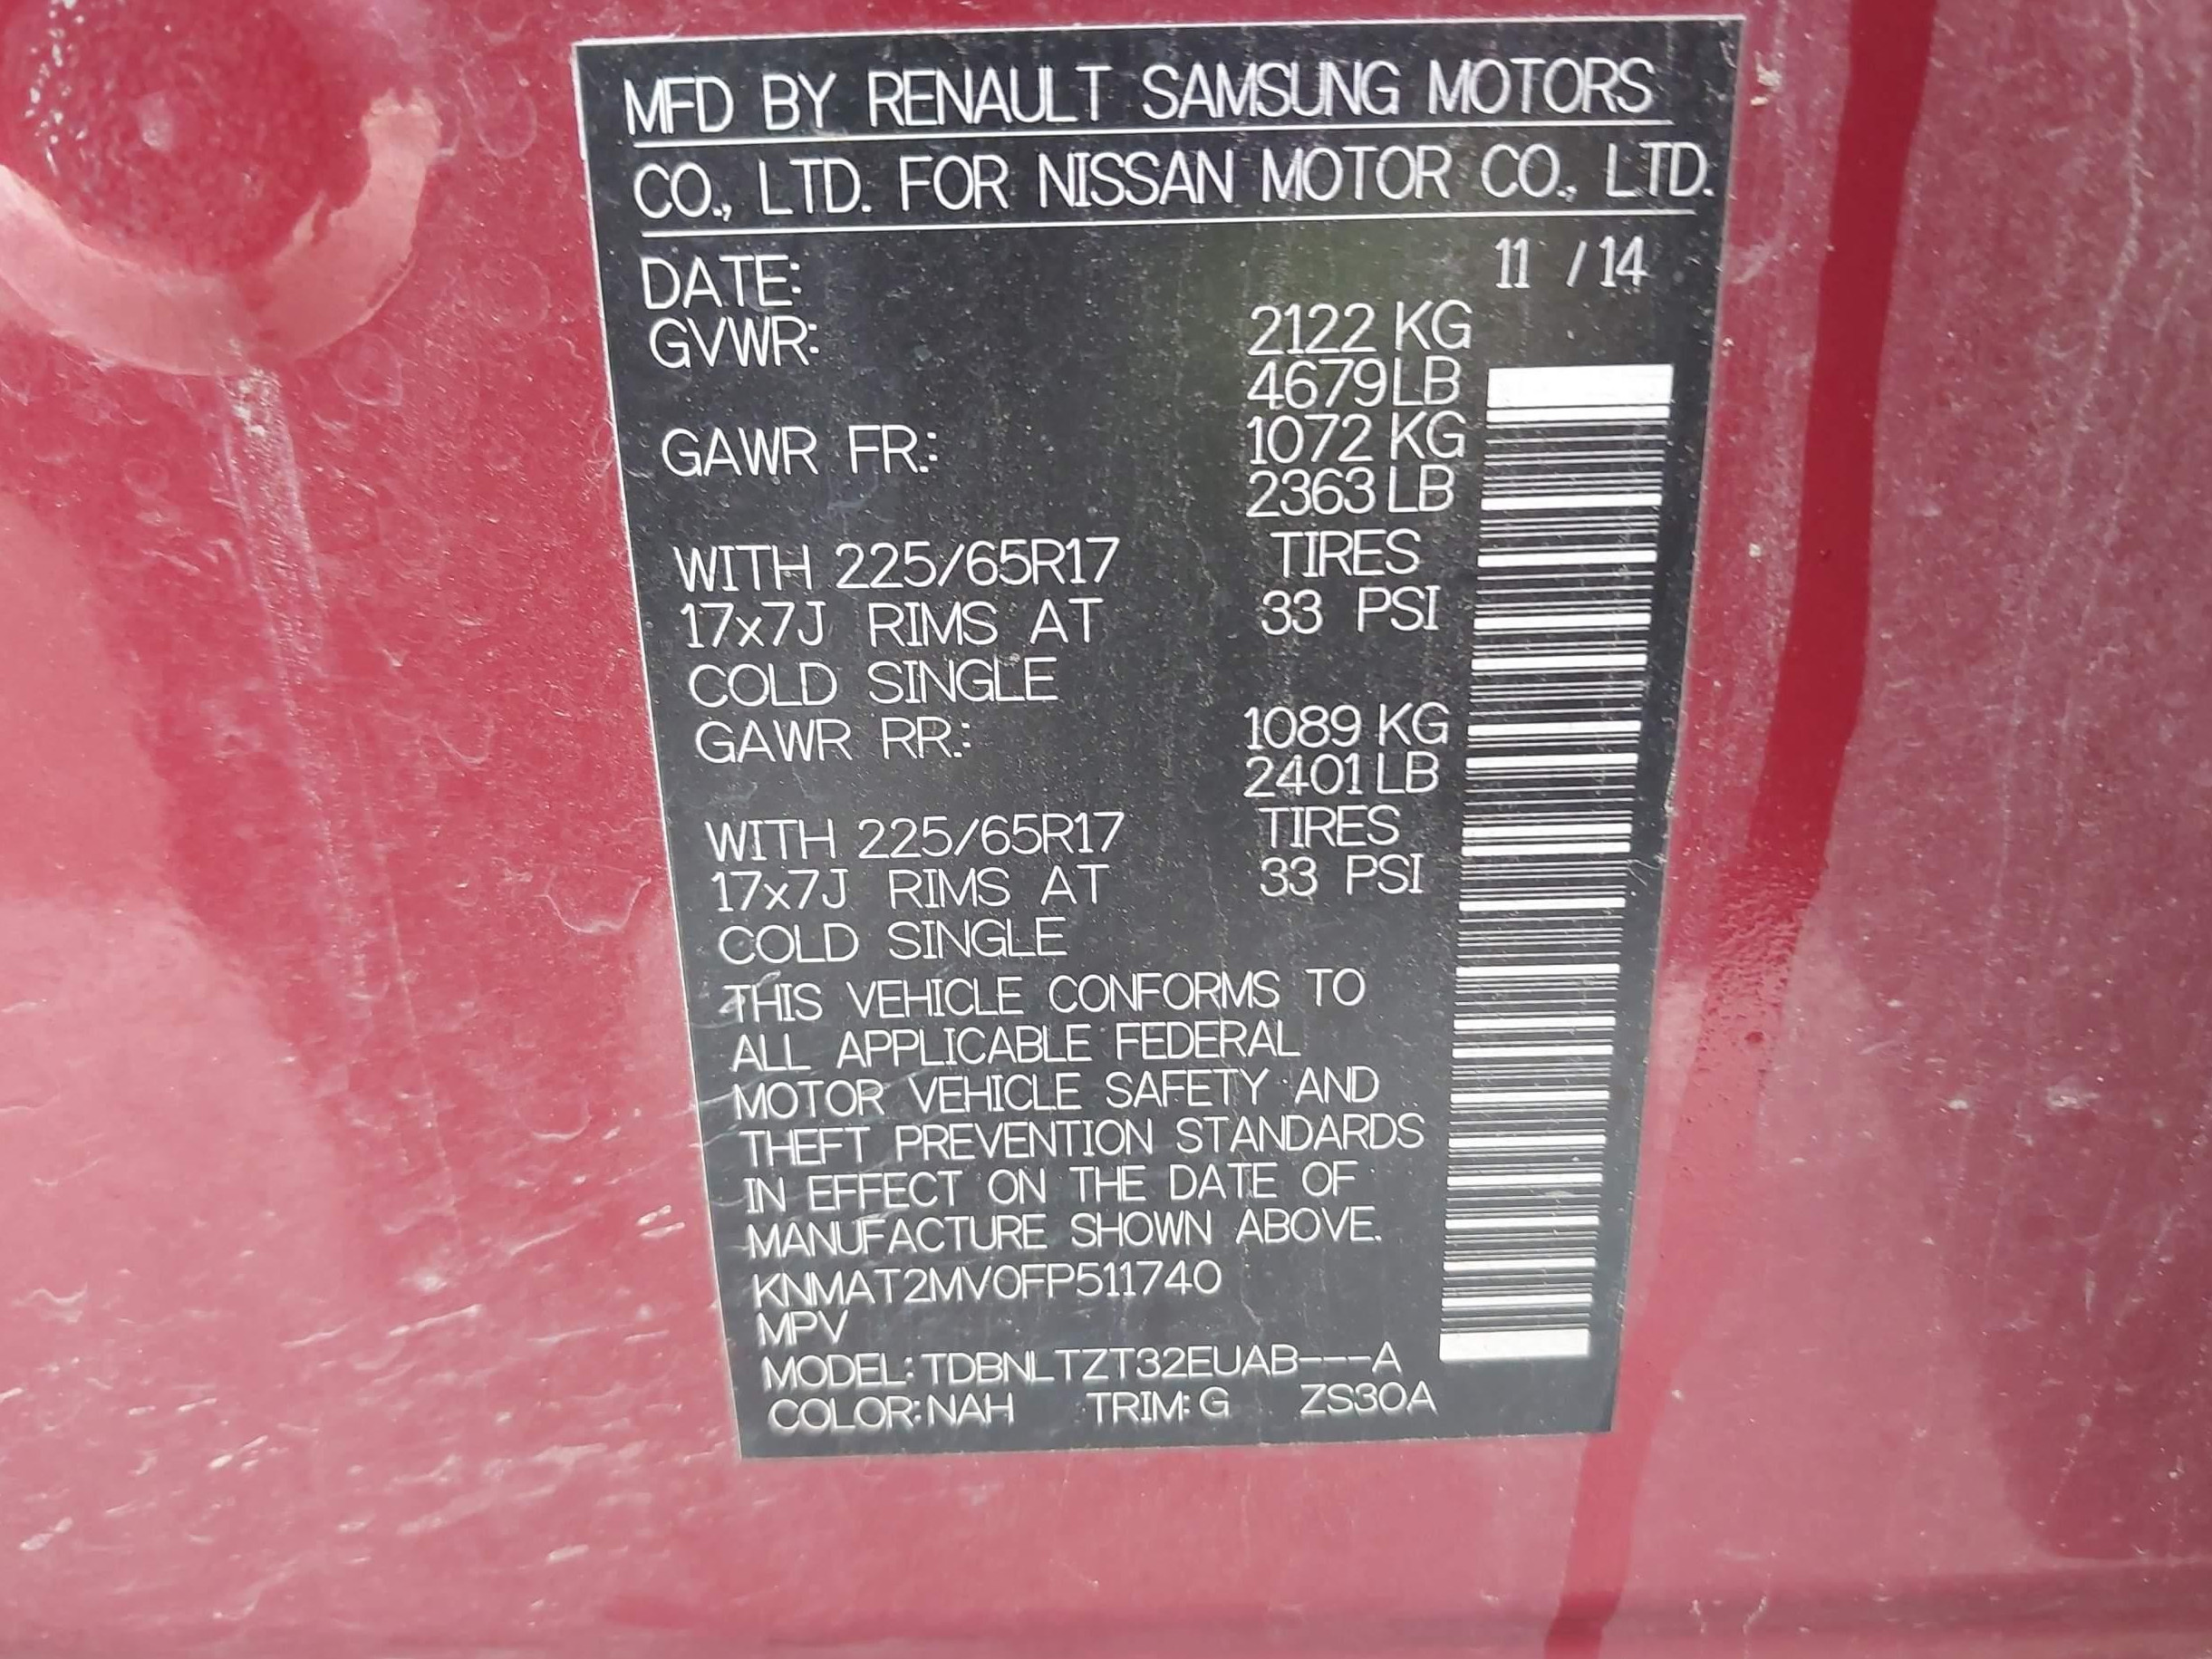 MFD BY RENAULT SAMSUNG MOTORS
CO., LTD. FOR NISSAN MOTOR CO., LTD.
DATE: 11 / 14
GVWR: 2122 KG
4679 LB
GAWR FR.: 1072 KG
2363 LB
WITH 225/65R17 TIRES
17x7J RIMS AT 33 PSI
COLD SINGLE
GAWR RR.: 1089 KG
2401 LB
WITH 225/65R17 TIRES
17x7J RIMS AT 33 PSI
COLD SINGLE
THIS VEHICLE CONFORMS TO
ALL APPLICABLE FEDERAL
MOTOR VEHICLE SAFETY AND
THEFT PREVENTION STANDARDS
IN EFFECT ON THE DATE OF
MANUFACTURE SHOWN ABOVE.
KNMAT2MV0FP511740
MPV
MODEL: TDBNLTZT32EUAB---A
COLOR: NAH TRIM: G ZS30A